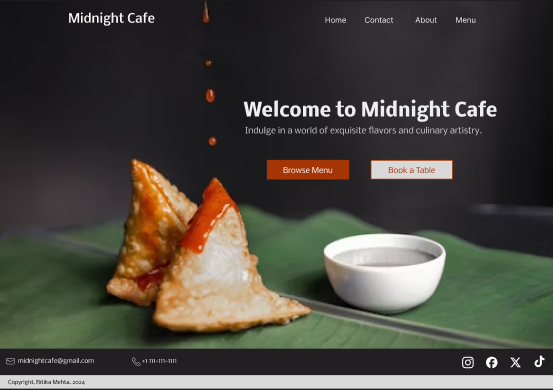 Midnight Cafe
Home Contact About Menu
Welcome to Midnight Cafe
Indulge in a world of exquisite flavors and culinary artistry.
Browse Menu Book a Table
midnightcafe@gmail.com +1 111-111-1111
Copyright, Ritika Mehta. 2024